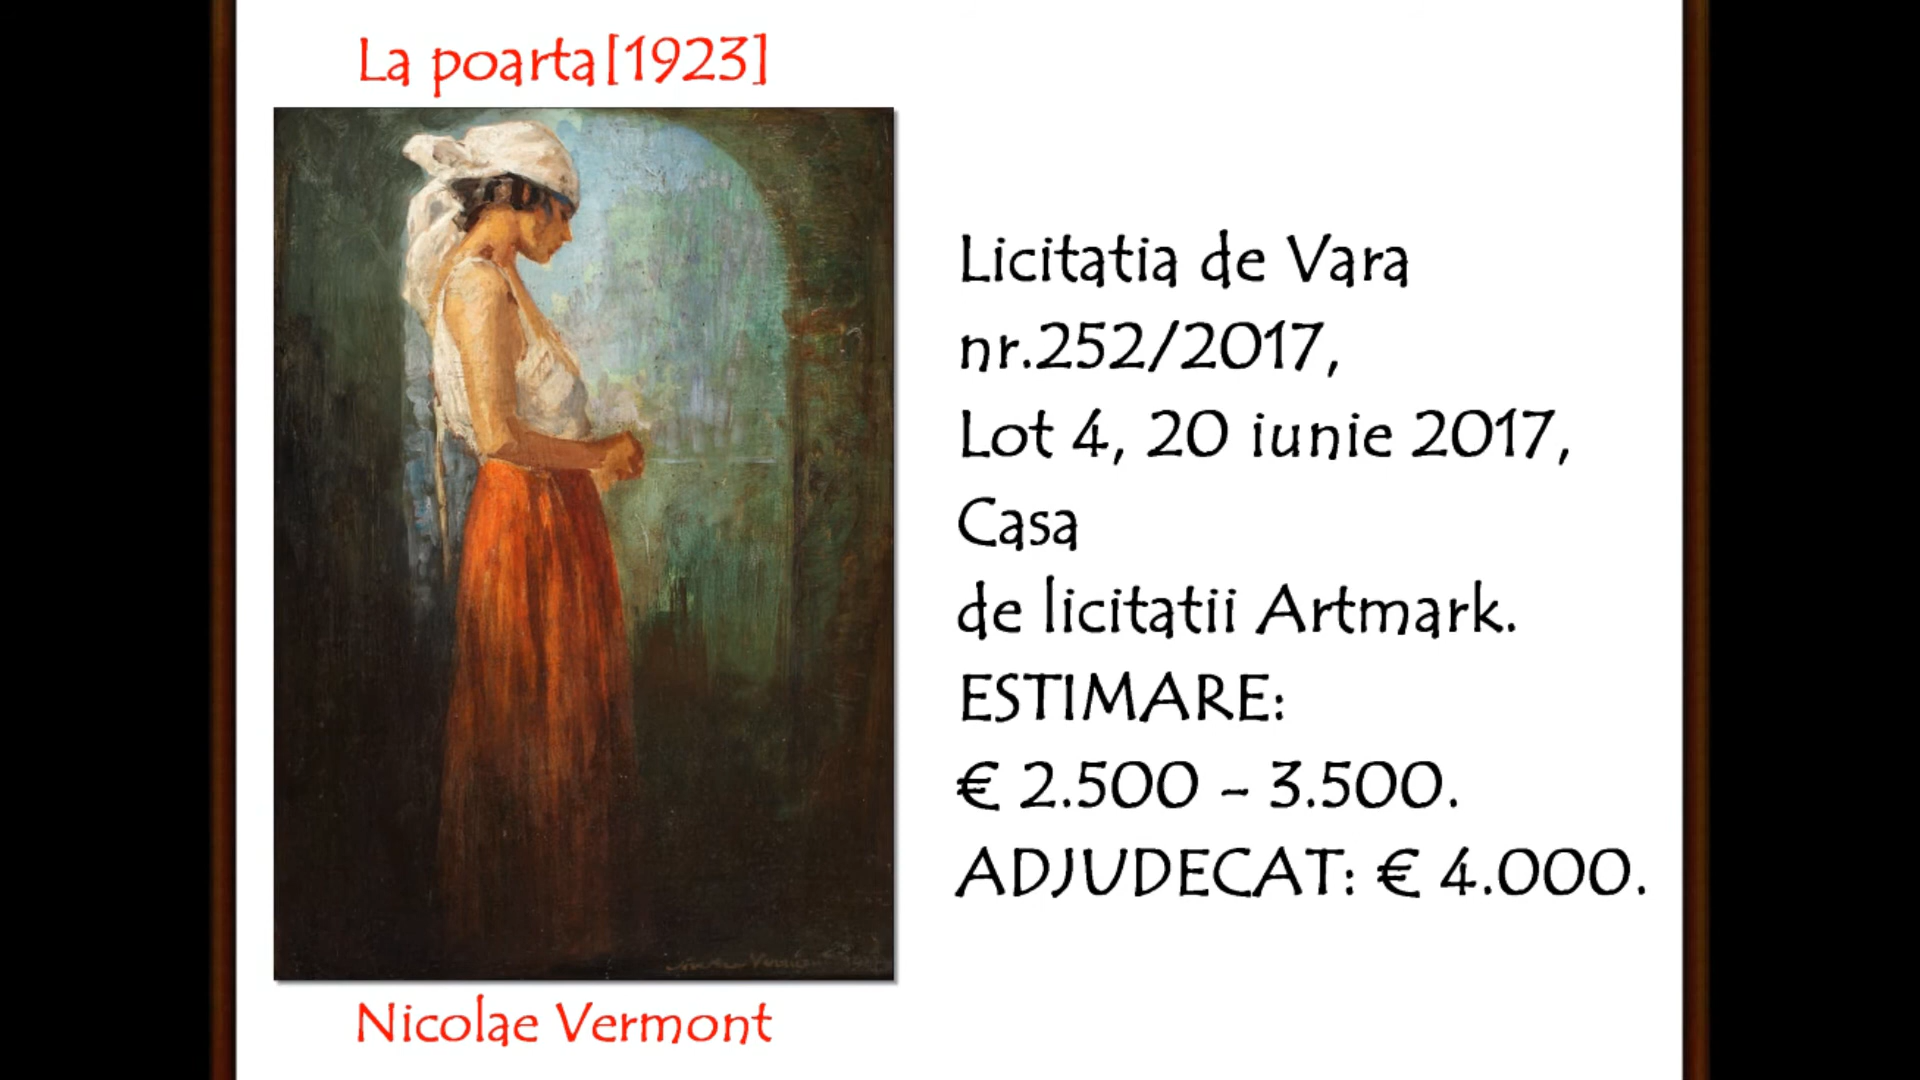 La poarta[1923]
Licitatia de Vara
nr.252/2017,
Lot 4, 20 iunie 2017,
Casa
de licitatii Artmark.
ESTIMARE:
€ 2.500 - 3.500.
ADJUDECAT: € 4.000.
Nicolae Vermont